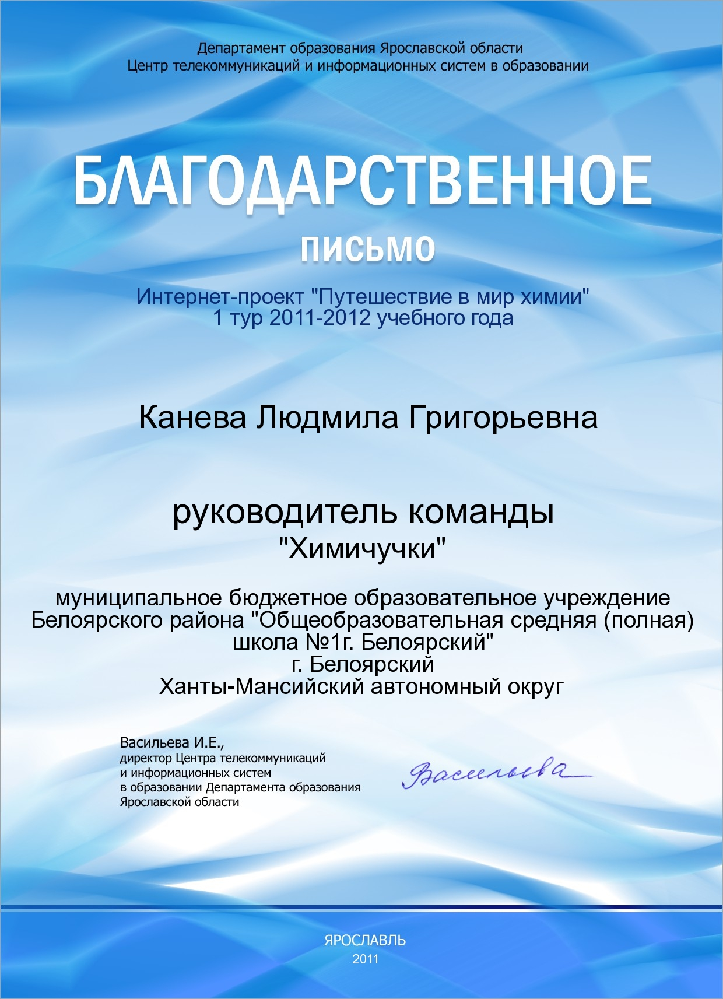 Департамент образования Ярославской области
Центр телекоммуникаций и информационных систем в образовании
БЛАГОДАРСТВЕННОЕ
ПИСЬМО
Интернет-проект "Путешествие в мир химии"
1 тур 2011-2012 учебного года
Канева Людмила Григорьевна
руководитель команды
"Химичучки"
муниципальное бюджетное образовательное учреждение
Белоярского района "Общеобразовательная средняя (полная)
школа №1г. Белоярский"
г. Белоярский
Ханты-Мансийский автономный округ
Васильева И.Е.,
директор Центра телекоммуникаций
и информационных систем
в образовании Департамента образования
Ярославской области
Васильева
ЯРОСЛАВЛЬ
2011